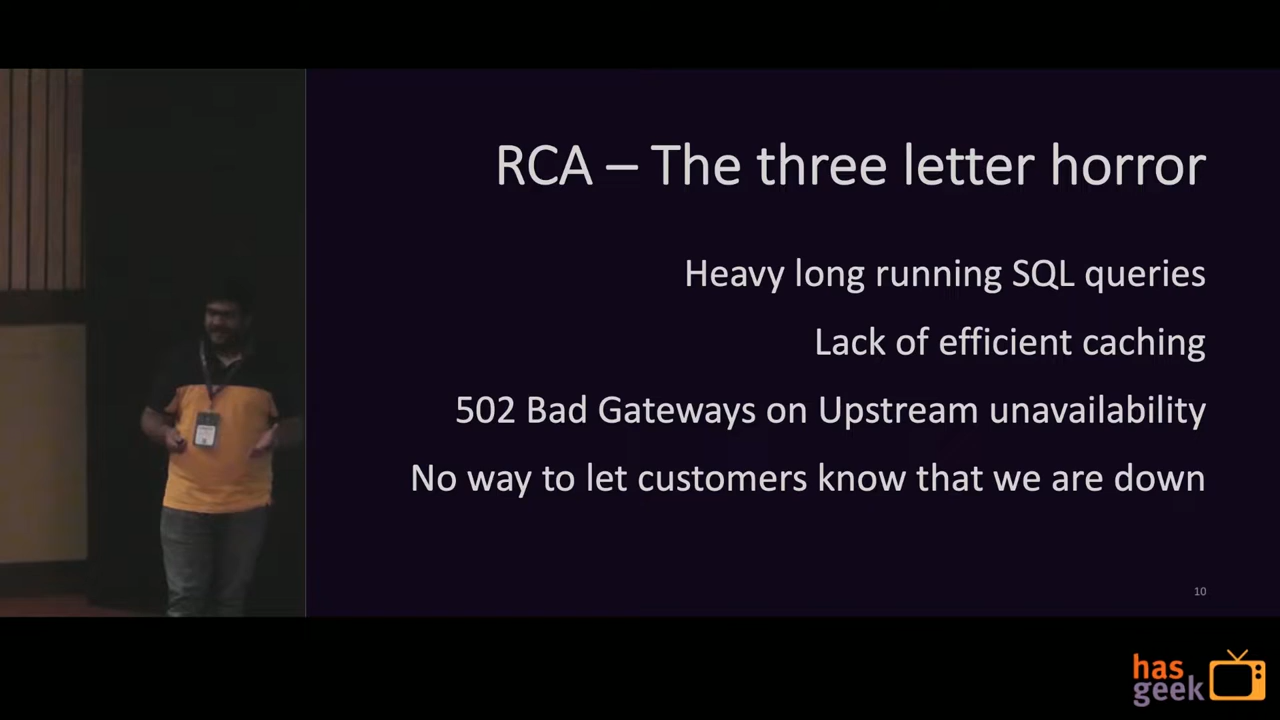 RCA – The three letter horror
Heavy long running SQL queries
Lack of efficient caching
502 Bad Gateways on Upstream unavailability
No way to let customers know that we are down
10
has
geek